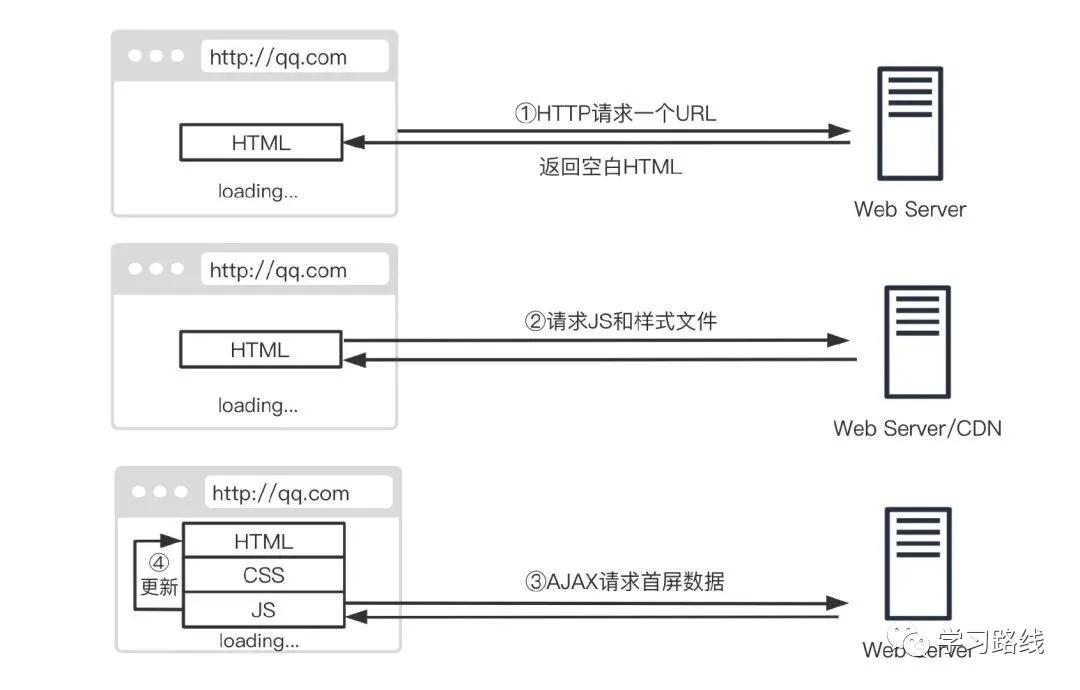 http://qq.com
①HTTP请求一个URL
HTML
返回空白HTML
loading...
Web Server
http://qq.com
②请求JS和样式文件
HTML
loading...
Web Server/CDN
http://qq.com
HTML
④
更新
CSS
③AJAX请求首屏数据
JS
loading...
Web Server
学习路线